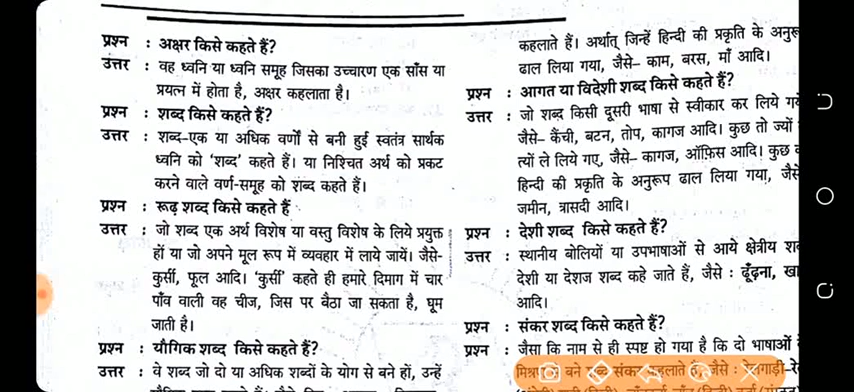 प्रश्न : अक्षर किसे कहते हैं?
उत्तर : वह ध्वनि या ध्वनि समूह जिसका उच्चारण एक साँस या
प्रयत्न में होता है, अक्षर कहलाता है।
प्रश्न : शब्द किसे कहते हैं?
उत्तर : शब्द-एक या अधिक वर्णों से बनी हुई स्वतंत्र सार्थक
ध्वनि को ‘शब्द’ कहते हैं। या निश्चित अर्थ को प्रकट
करने वाले वर्ण-समूह को शब्द कहते हैं।
प्रश्न : रूढ़ शब्द किसे कहते हैं
उत्तर : जो शब्द एक अर्थ विशेष या वस्तु विशेष के लिये प्रयुक्त
हों या जो अपने मूल रूप में व्यवहार में लाये जायें। जैसे-
कुर्सी, फूल आदि। ‘कुर्सी’ कहते ही हमारे दिमाग में चार
पाँव वाली वह चीज, जिस पर बैठा जा सकता है, घूम
जाती है।
प्रश्न : यौगिक शब्द किसे कहते हैं?
उत्तर : वे शब्द जो दो या अधिक शब्दों के योग से बने हों, उन्हें
कहलाते हैं। अर्थात् जिन्हें हिन्दी की प्रकृति के
ढाल लिया गया, जैसे– काम, बरस, माँ आदि।
प्रश्न : आगत या विदेशी शब्द किसे कहते हैं?
उत्तर : जो शब्द किसी दूसरी भाषा से स्वीकार कर लिये
जैसे– कैंची, बटन, तोप, कागज आदि। कुछ तो ज्यों
त्यों ले लिये गए, जैसे– कागज, ऑफ़िस आदि। कुछ
हिन्दी की प्रकृति के अनुरूप ढाल लिया गया,
जमीन, त्रासदी आदि।
प्रश्न : देशी शब्द किसे कहते हैं?
उत्तर : स्थानीय बोलियों या उपभाषाओं से आये क्षेत्रीय
देशी या देशज शब्द कहे जाते हैं, जैसे : ढूँढ़ना,
आदि।
प्रश्न : संकर शब्द किसे कहते हैं?
प्रश्न : जैसा कि नाम से ही स्पष्ट हो गया है कि दो भाषाओं
बने संकर कहलाते जैसे :